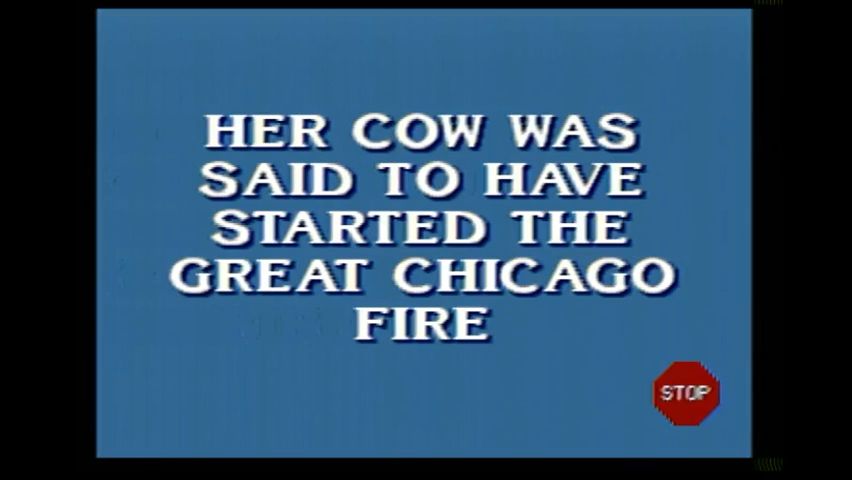 HER COW WAS
SAID TO HAVE
STARTED THE
GREAT CHICAGO
FIRE
STOP